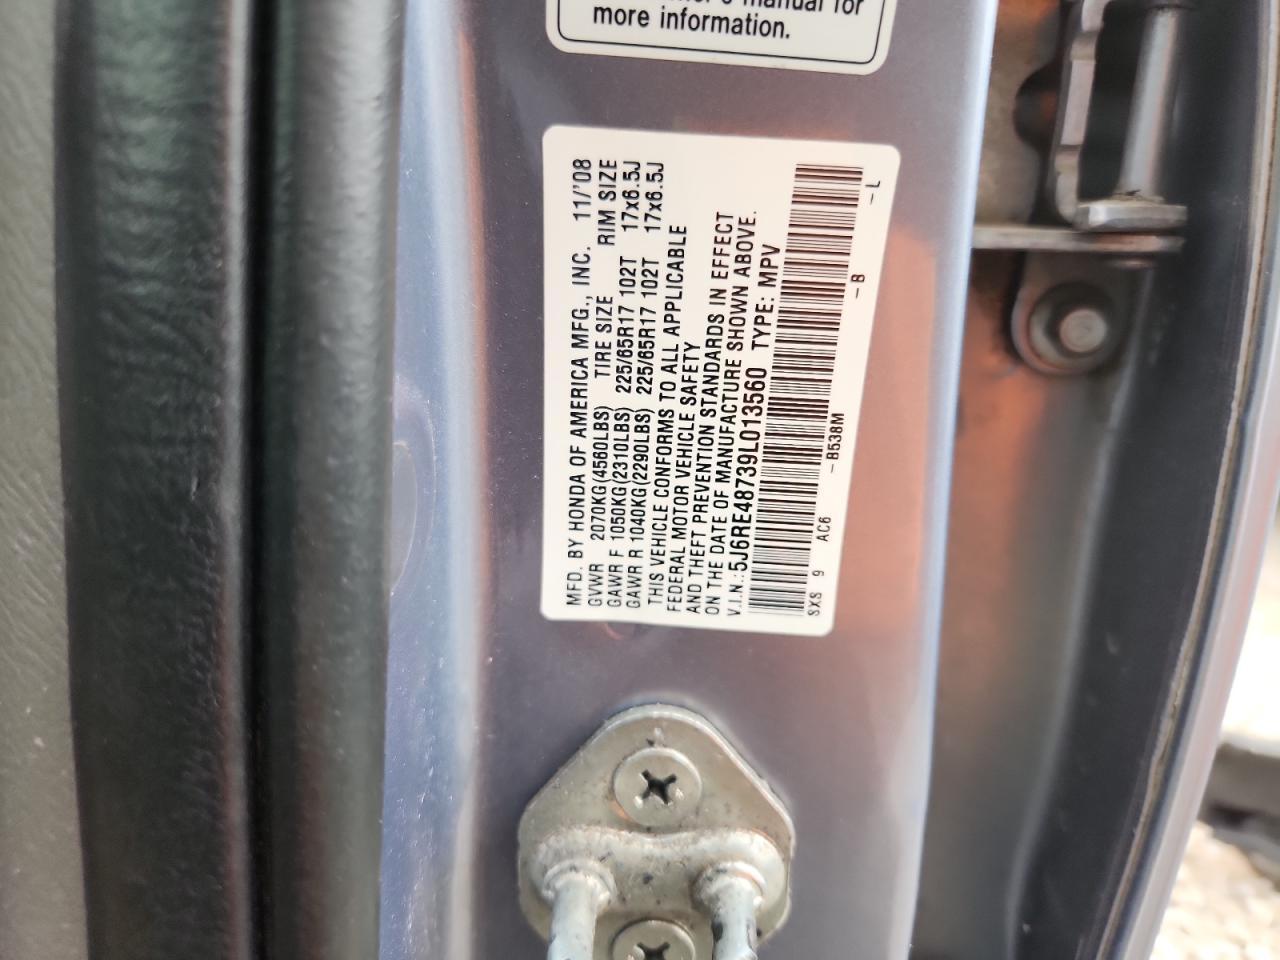 manual for
more information.
MFD. BY HONDA OF AMERICA MFG., INC. 11/'08
GVWR 2070KG(4560LBS) TIRE SIZE RIM SIZE
GAWR F 1050KG(2310LBS) 225/65R17 102T 17x6.5J
GAWR R 1040KG(2290LBS) 225/65R17 102T 17x6.5J
THIS VEHICLE CONFORMS TO ALL APPLICABLE
FEDERAL MOTOR VEHICLE SAFETY
AND THEFT PREVENTION STANDARDS IN EFFECT
ON THE DATE OF MANUFACTURE SHOWN ABOVE.
V.I.N.:5J6RE48739L013560 TYPE: MPV
SXS 9 AC6 -B538M -B -L